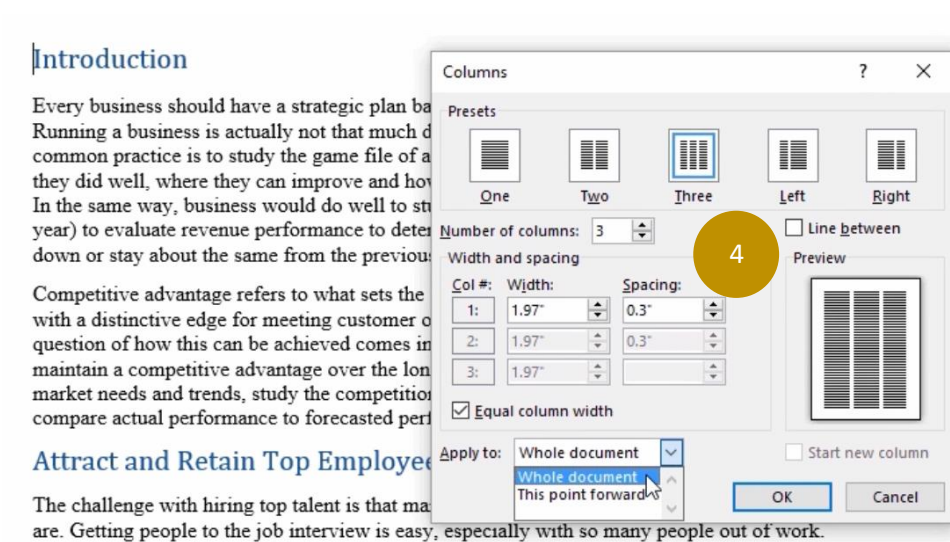 Introduction
Every business should have a strategic plan ba
Running a business is actually not that much d
common practice is to study the game file of a
they did well, where they can improve and how
In the same way, business would do well to stu
year) to evaluate revenue performance to deter
down or stay about the same from the previous
Competitive advantage refers to what sets the
with a distinctive edge for meeting customer o
question of how this can be achieved comes in
maintain a competitive advantage over the lon
market needs and trends, study the competition
compare actual performance to forecasted perf
Attract and Retain Top Employee
The challenge with hiring top talent is that ma
are. Getting people to the job interview is easy, especially with so many people out of work.
Columns ?
Presets
One Two Three Left Right
Number of columns: 3
Line between
4
Width and spacing
Preview
Col #: Width: Spacing:
1: 1.97" 0.3"
2: 1.97" 0.3"
3: 1.97"
Equal column width
Apply to: Whole document
Start new column
Whole document
This point forward
OK Cancel